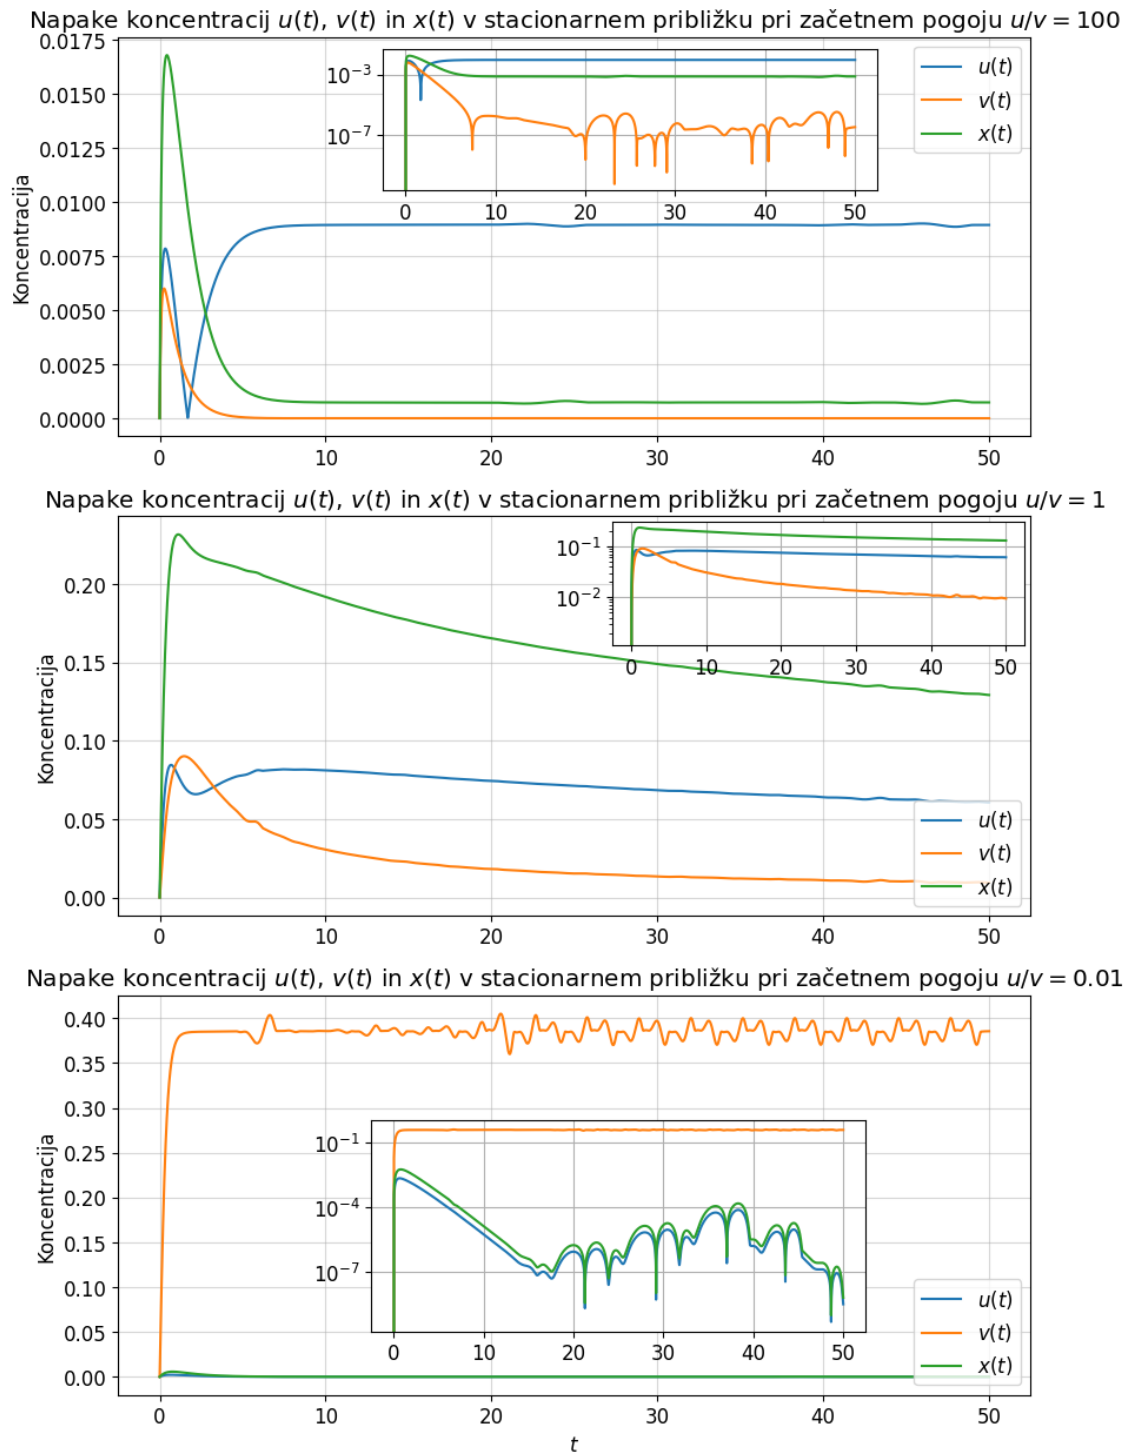 Napake koncentracij u(t), v(t) in x(t) v stacionarnem približku pri začetnem pogoju u/v = 100
0.0175
0.0150
0.0125
0.0100
0.0075
0.0050
0.0025
0.0000
Koncentracija
10⁻³
10⁻⁷
0 10 20 30 40 50
u(t)
v(t)
x(t)
0 10 20 30 40 50
Napake koncentracij u(t), v(t) in x(t) v stacionarnem približku pri začetnem pogoju u/v = 1
0.20
0.15
0.10
0.05
0.00
Koncentracija
10⁻¹
10⁻²
0 10 20 30 40 50
u(t)
v(t)
x(t)
0 10 20 30 40 50
Napake koncentracij u(t), v(t) in x(t) v stacionarnem približku pri začetnem pogoju u/v = 0.01
0.40
0.35
0.30
0.25
0.20
0.15
0.10
0.05
0.00
Koncentracija
10⁻¹
10⁻⁴
10⁻⁷
0 10 20 30 40 50
u(t)
v(t)
x(t)
0 10 20 30 40 50
t